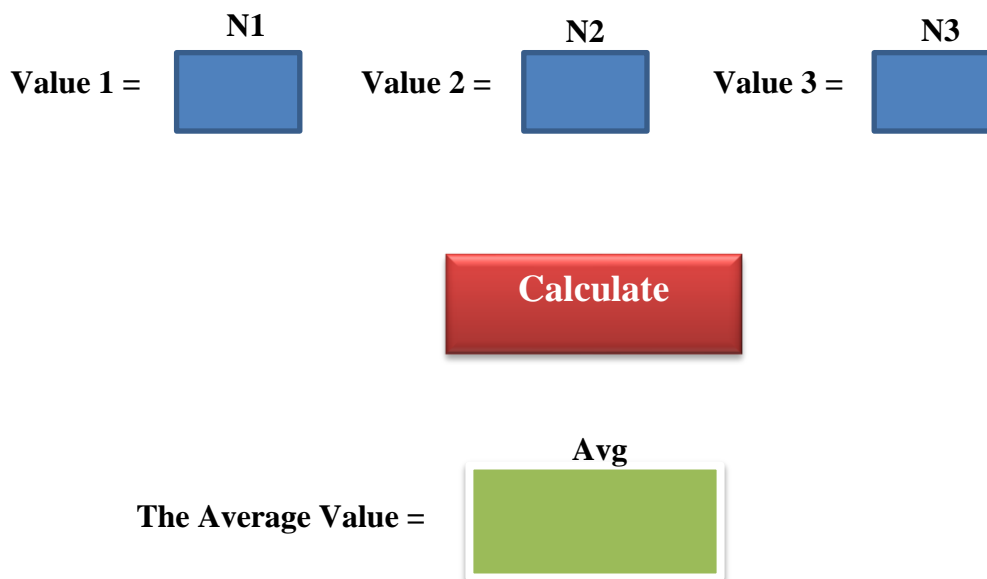 N1 N2 N3
Value 1 = Value 2 = Value 3 =
Calculate
Avg
The Average Value =